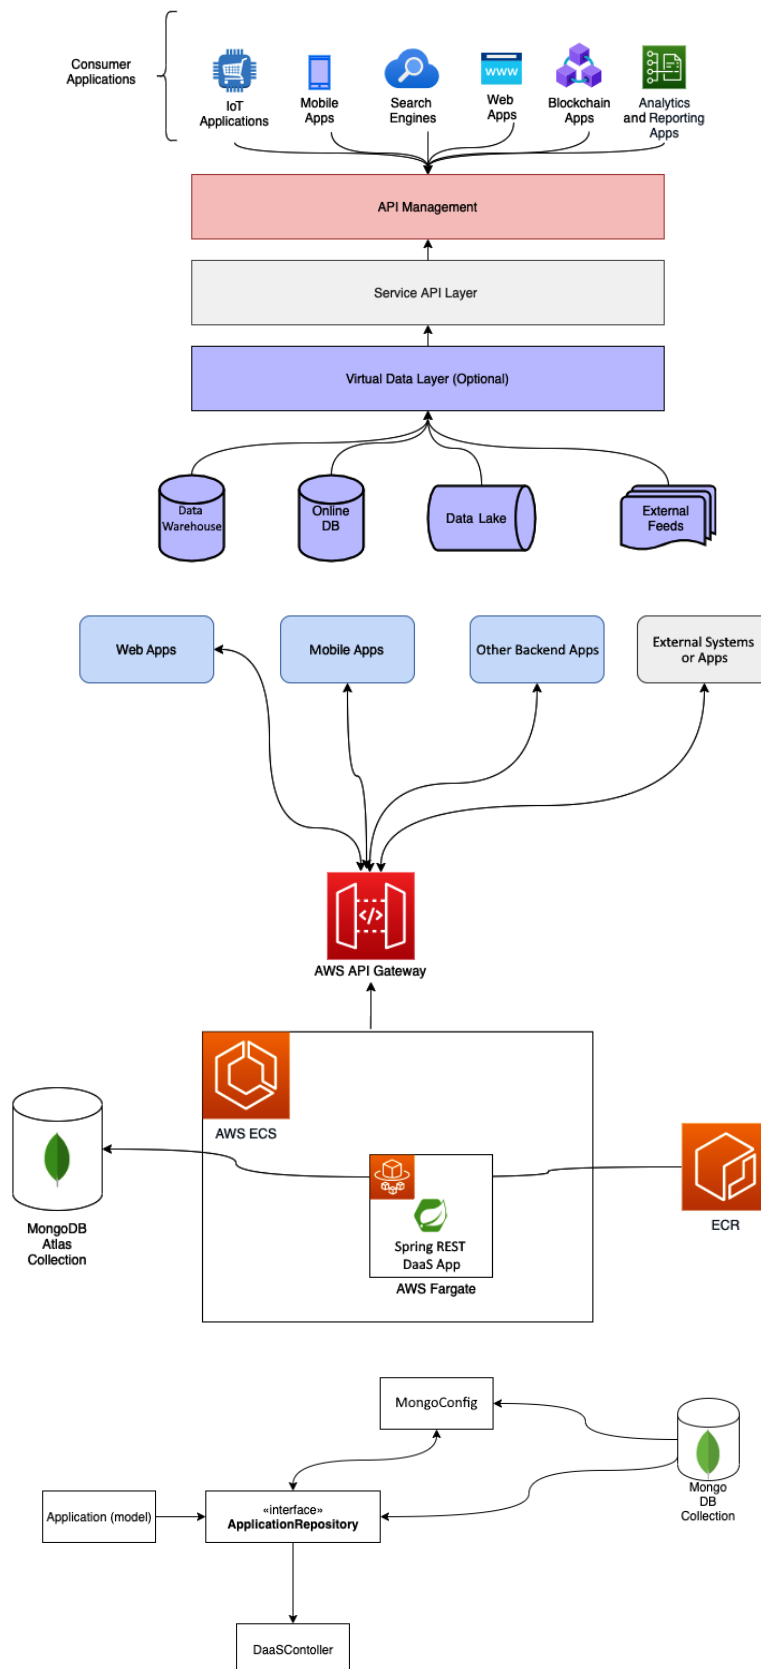 Consumer
Applications
IoT
Applications
Mobile
Apps
Search
Engines
www
Web
Apps
Blockchain
Apps
Analytics
and Reporting
Apps
API Management
Service API Layer
Virtual Data Layer (Optional)
Data
Warehouse
Online
DB
Data Lake
External
Feeds
Web Apps
Mobile Apps
Other Backend Apps
External Systems
or Apps
</>
AWS API Gateway
AWS ECS
MongoDB
Atlas
Collection
Spring REST
DaaS App
AWS Fargate
ECR
MongoConfig
Mongo
DB
Collection
Application (model)
«interface»
ApplicationRepository
DaaSContoller